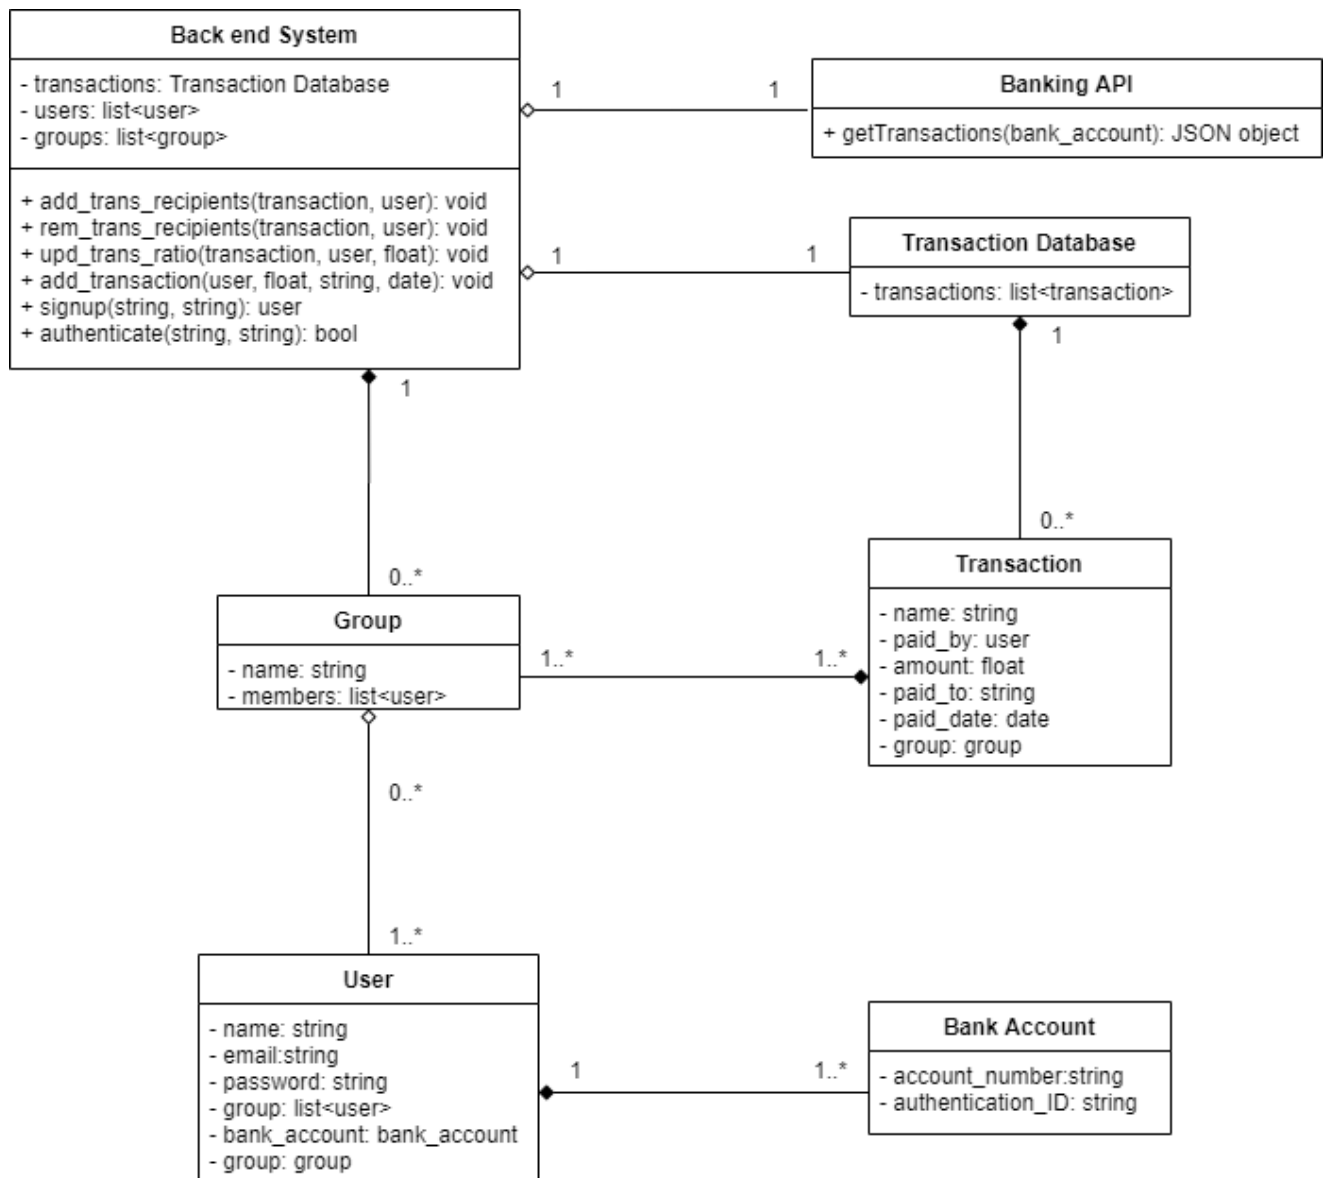 Back end System
- transactions: Transaction Database
- users: list<user>
- groups: list<group>
+ add_trans_recipients(transaction, user): void
+ rem_trans_recipients(transaction, user): void
+ upd_trans_ratio(transaction, user, float): void
+ add_transaction(user, float, string, date): void
+ signup(string, string): user
+ authenticate(string, string): bool
1
1
Banking API
+ getTransactions(bank_account): JSON object
1
1
Transaction Database
- transactions: list<transaction>
1
0..*
1
0..*
Group
- name: string
- members: list<user>
1..*
1..*
Transaction
- name: string
- paid_by: user
- amount: float
- paid_to: string
- paid_date: date
- group: group
0..*
1..*
User
- name: string
- email:string
- password: string
- group: list<user>
- bank_account: bank_account
- group: group
1
1..*
Bank Account
- account_number:string
- authentication_ID: string